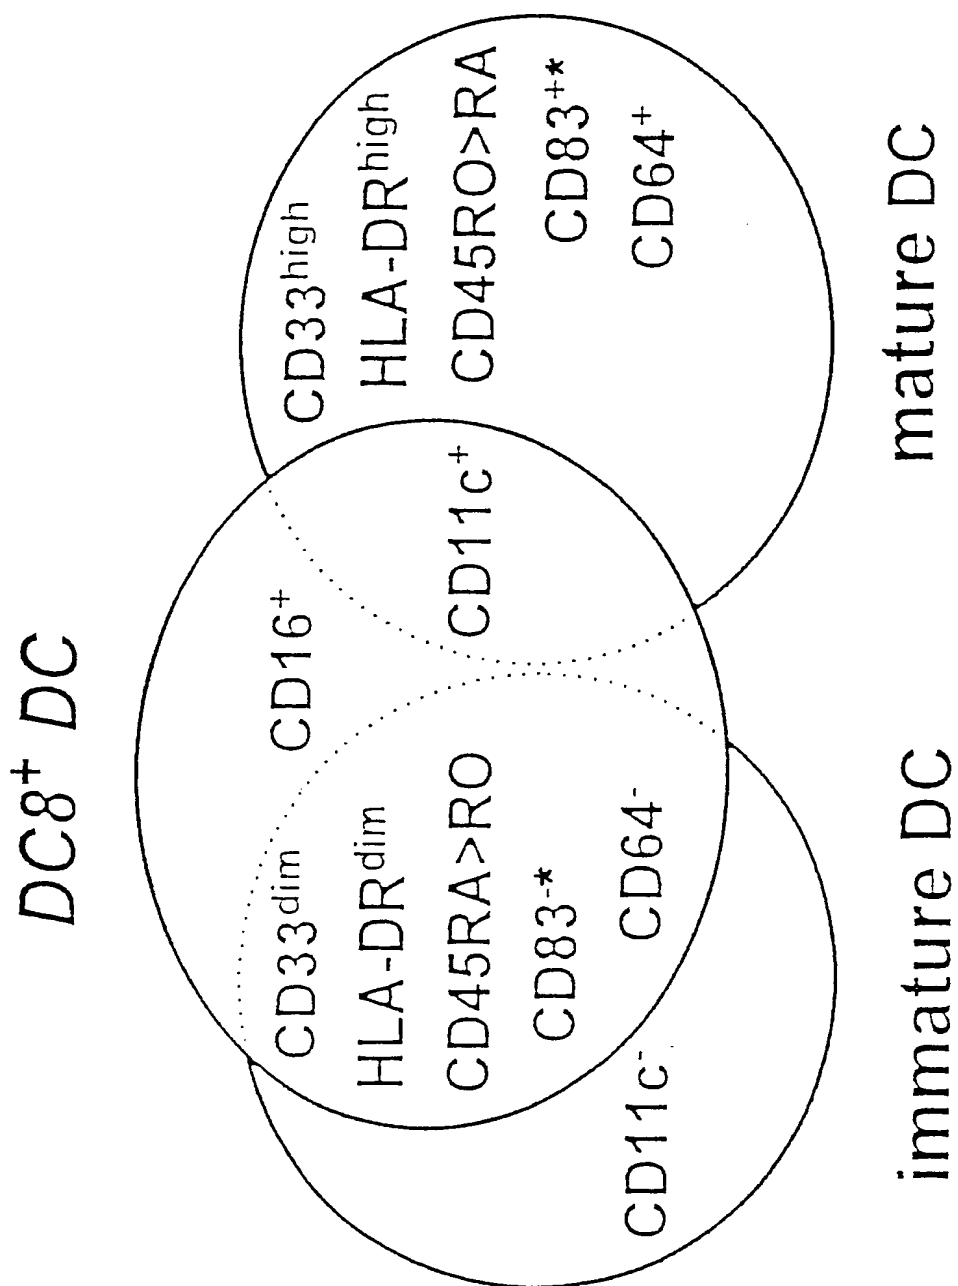 DC8⁺ DC
CD16⁺
CD33ᵈⁱᵐ
HLA-DRᵈⁱᵐ
CD45RA>RO
CD83⁻*
CD64⁻
CD11c⁻
CD11c⁺
CD33ʰⁱᵍʰ
HLA-DRʰⁱᵍʰ
CD45RO>RA
CD83⁺*
CD64⁺
immature DC
mature DC